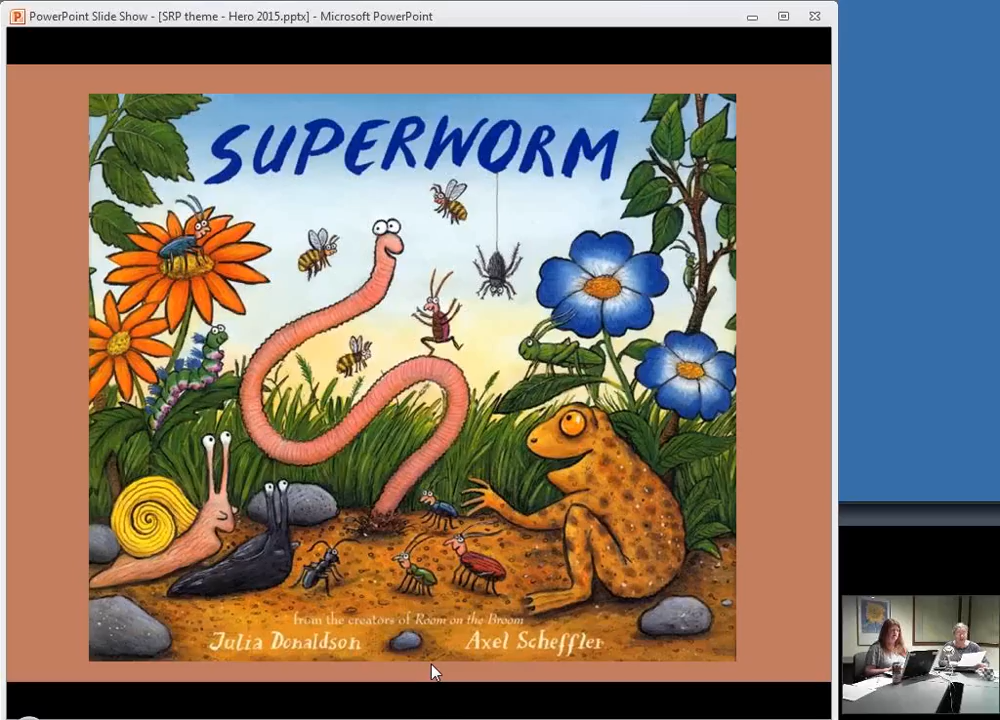 PowerPoint Slide Show - [SRP theme - Hero 2015.pptx] - Microsoft PowerPoint
SUPERWORM
from the creators of Room on the Broom
Julia Donaldson Axel Scheffler